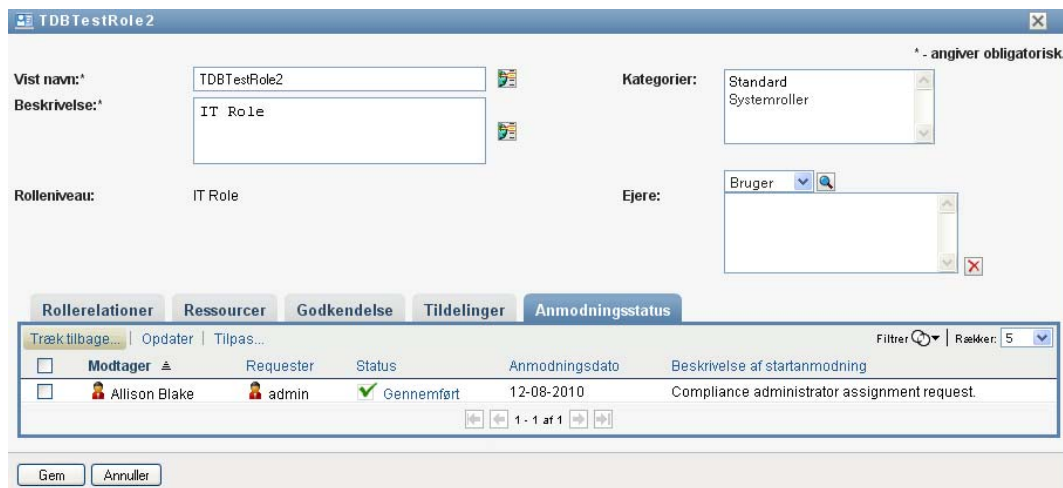 TDBTestRole2
* - angiver obligatorisk
Vist navn:* TDBTestRole2
Kategorier: Standard
Systemroller
Beskrivelse:* IT Role
Rolleniveau: IT Role
Bruger
Ejere:
Rollerelationer Ressourcer Godkendelse Tildelinger Anmodningsstatus
Træk tilbage... | Opdater | Tilpas... Filtrer | Rækker: 5
Modtager Requester Status Anmodningsdato Beskrivelse af startanmodning
Allison Blake admin Gennemført 12-08-2010 Compliance administrator assignment request.
1 - 1 af 1
Gem Annuller